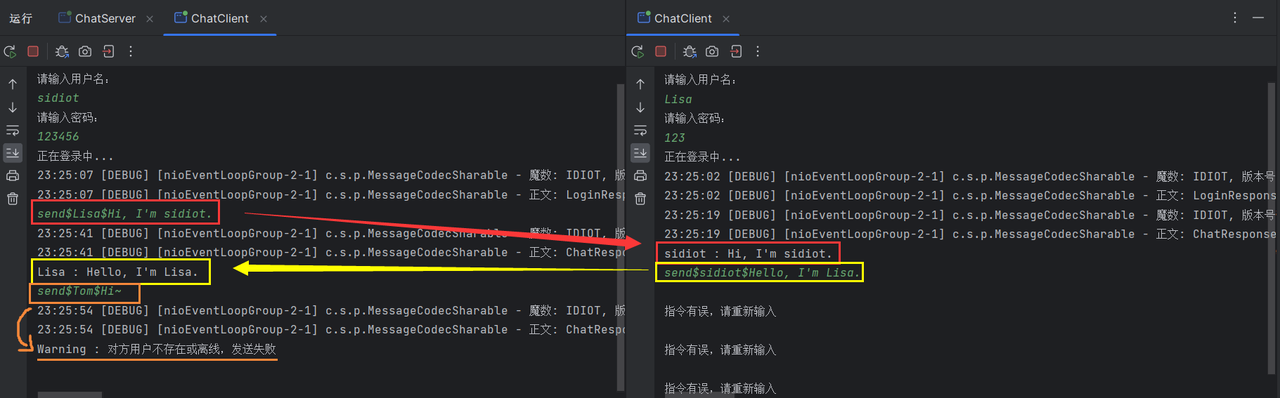 运行 ChatServer ChatClient
请输入用户名:
sidiot
请输入密码:
123456
正在登录中...
23:25:07 [DEBUG] [nioEventLoopGroup-2-1] c.s.p.MessageCodecSharable - 魔数: IDIOT, 版
23:25:07 [DEBUG] [nioEventLoopGroup-2-1] c.s.p.MessageCodecSharable - 正文: LoginRespon
send$Lisa$Hi, I'm sidiot.
23:25:41 [DEBUG] [nioEventLoopGroup-2-1] c.s.p.MessageCodecSharable - 魔数: IDIOT, 版
23:25:41 [DEBUG] [nioEventLoopGroup-2-1] c.s.p.MessageCodecSharable - 正文: ChatRespo
Lisa : Hello, I'm Lisa.
send$Tom$Hi~
23:25:54 [DEBUG] [nioEventLoopGroup-2-1] c.s.p.MessageCodecSharable - 魔数: IDIOT, 版
23:25:54 [DEBUG] [nioEventLoopGroup-2-1] c.s.p.MessageCodecSharable - 正文: ChatRespo
Warning : 对方用户不存在或离线，发送失败
ChatClient
请输入用户名:
Lisa
请输入密码:
123
正在登录中...
23:25:02 [DEBUG] [nioEventLoopGroup-2-1] c.s.p.MessageCodecSharable - 魔数: IDIOT, 版本号
23:25:02 [DEBUG] [nioEventLoopGroup-2-1] c.s.p.MessageCodecSharable - 正文: LoginRespons
23:25:19 [DEBUG] [nioEventLoopGroup-2-1] c.s.p.MessageCodecSharable - 魔数: IDIOT, 版本号
23:25:19 [DEBUG] [nioEventLoopGroup-2-1] c.s.p.MessageCodecSharable - 正文: ChatResponse
sidiot : Hi, I'm sidiot.
send$sidiot$Hello, I'm Lisa.
指令有误，请重新输入
指令有误，请重新输入
指令有误，请重新输入